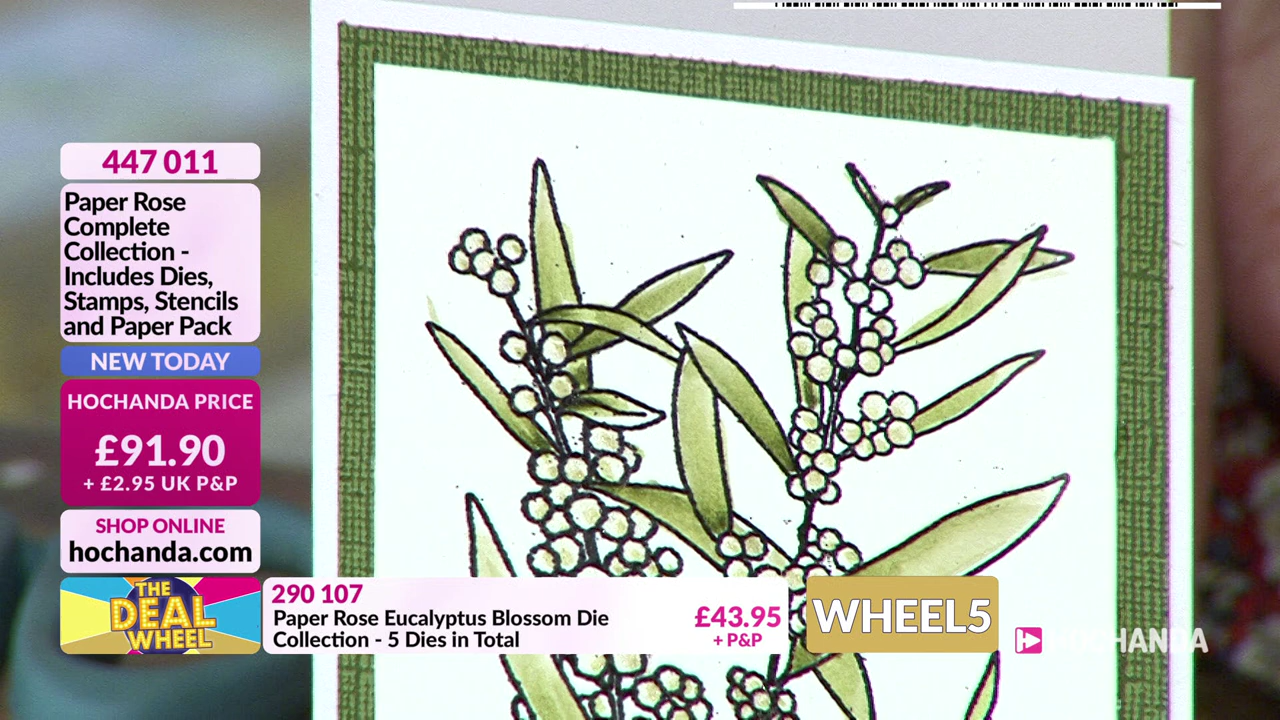 447 011
Paper Rose
Complete
Collection -
Includes Dies,
Stamps, Stencils
and Paper Pack
NEW TODAY
HOCHANDA PRICE
£91.90
+ £2.95 UK P&P
SHOP ONLINE
hochanda.com
THE
DEAL
WHEEL
290 107
Paper Rose Eucalyptus Blossom Die
Collection - 5 Dies in Total
£43.95
+ P&P
WHEEL5
HOCHANDA